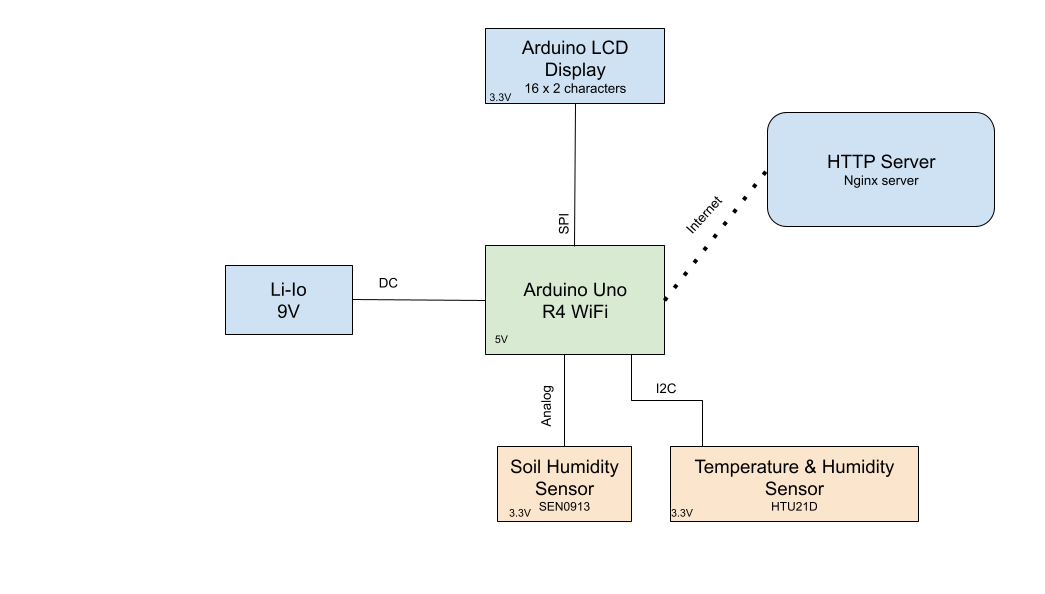 Arduino LCD
Display
16 x 2 characters
3.3V
HTTP Server
Nginx server
Internet
SPI
Li-Io
9V
DC
Arduino Uno
R4 WiFi
5V
Analog
I2C
Soil Humidity
Sensor
SEN0913
3.3V
Temperature & Humidity
Sensor
HTU21D
3.3V